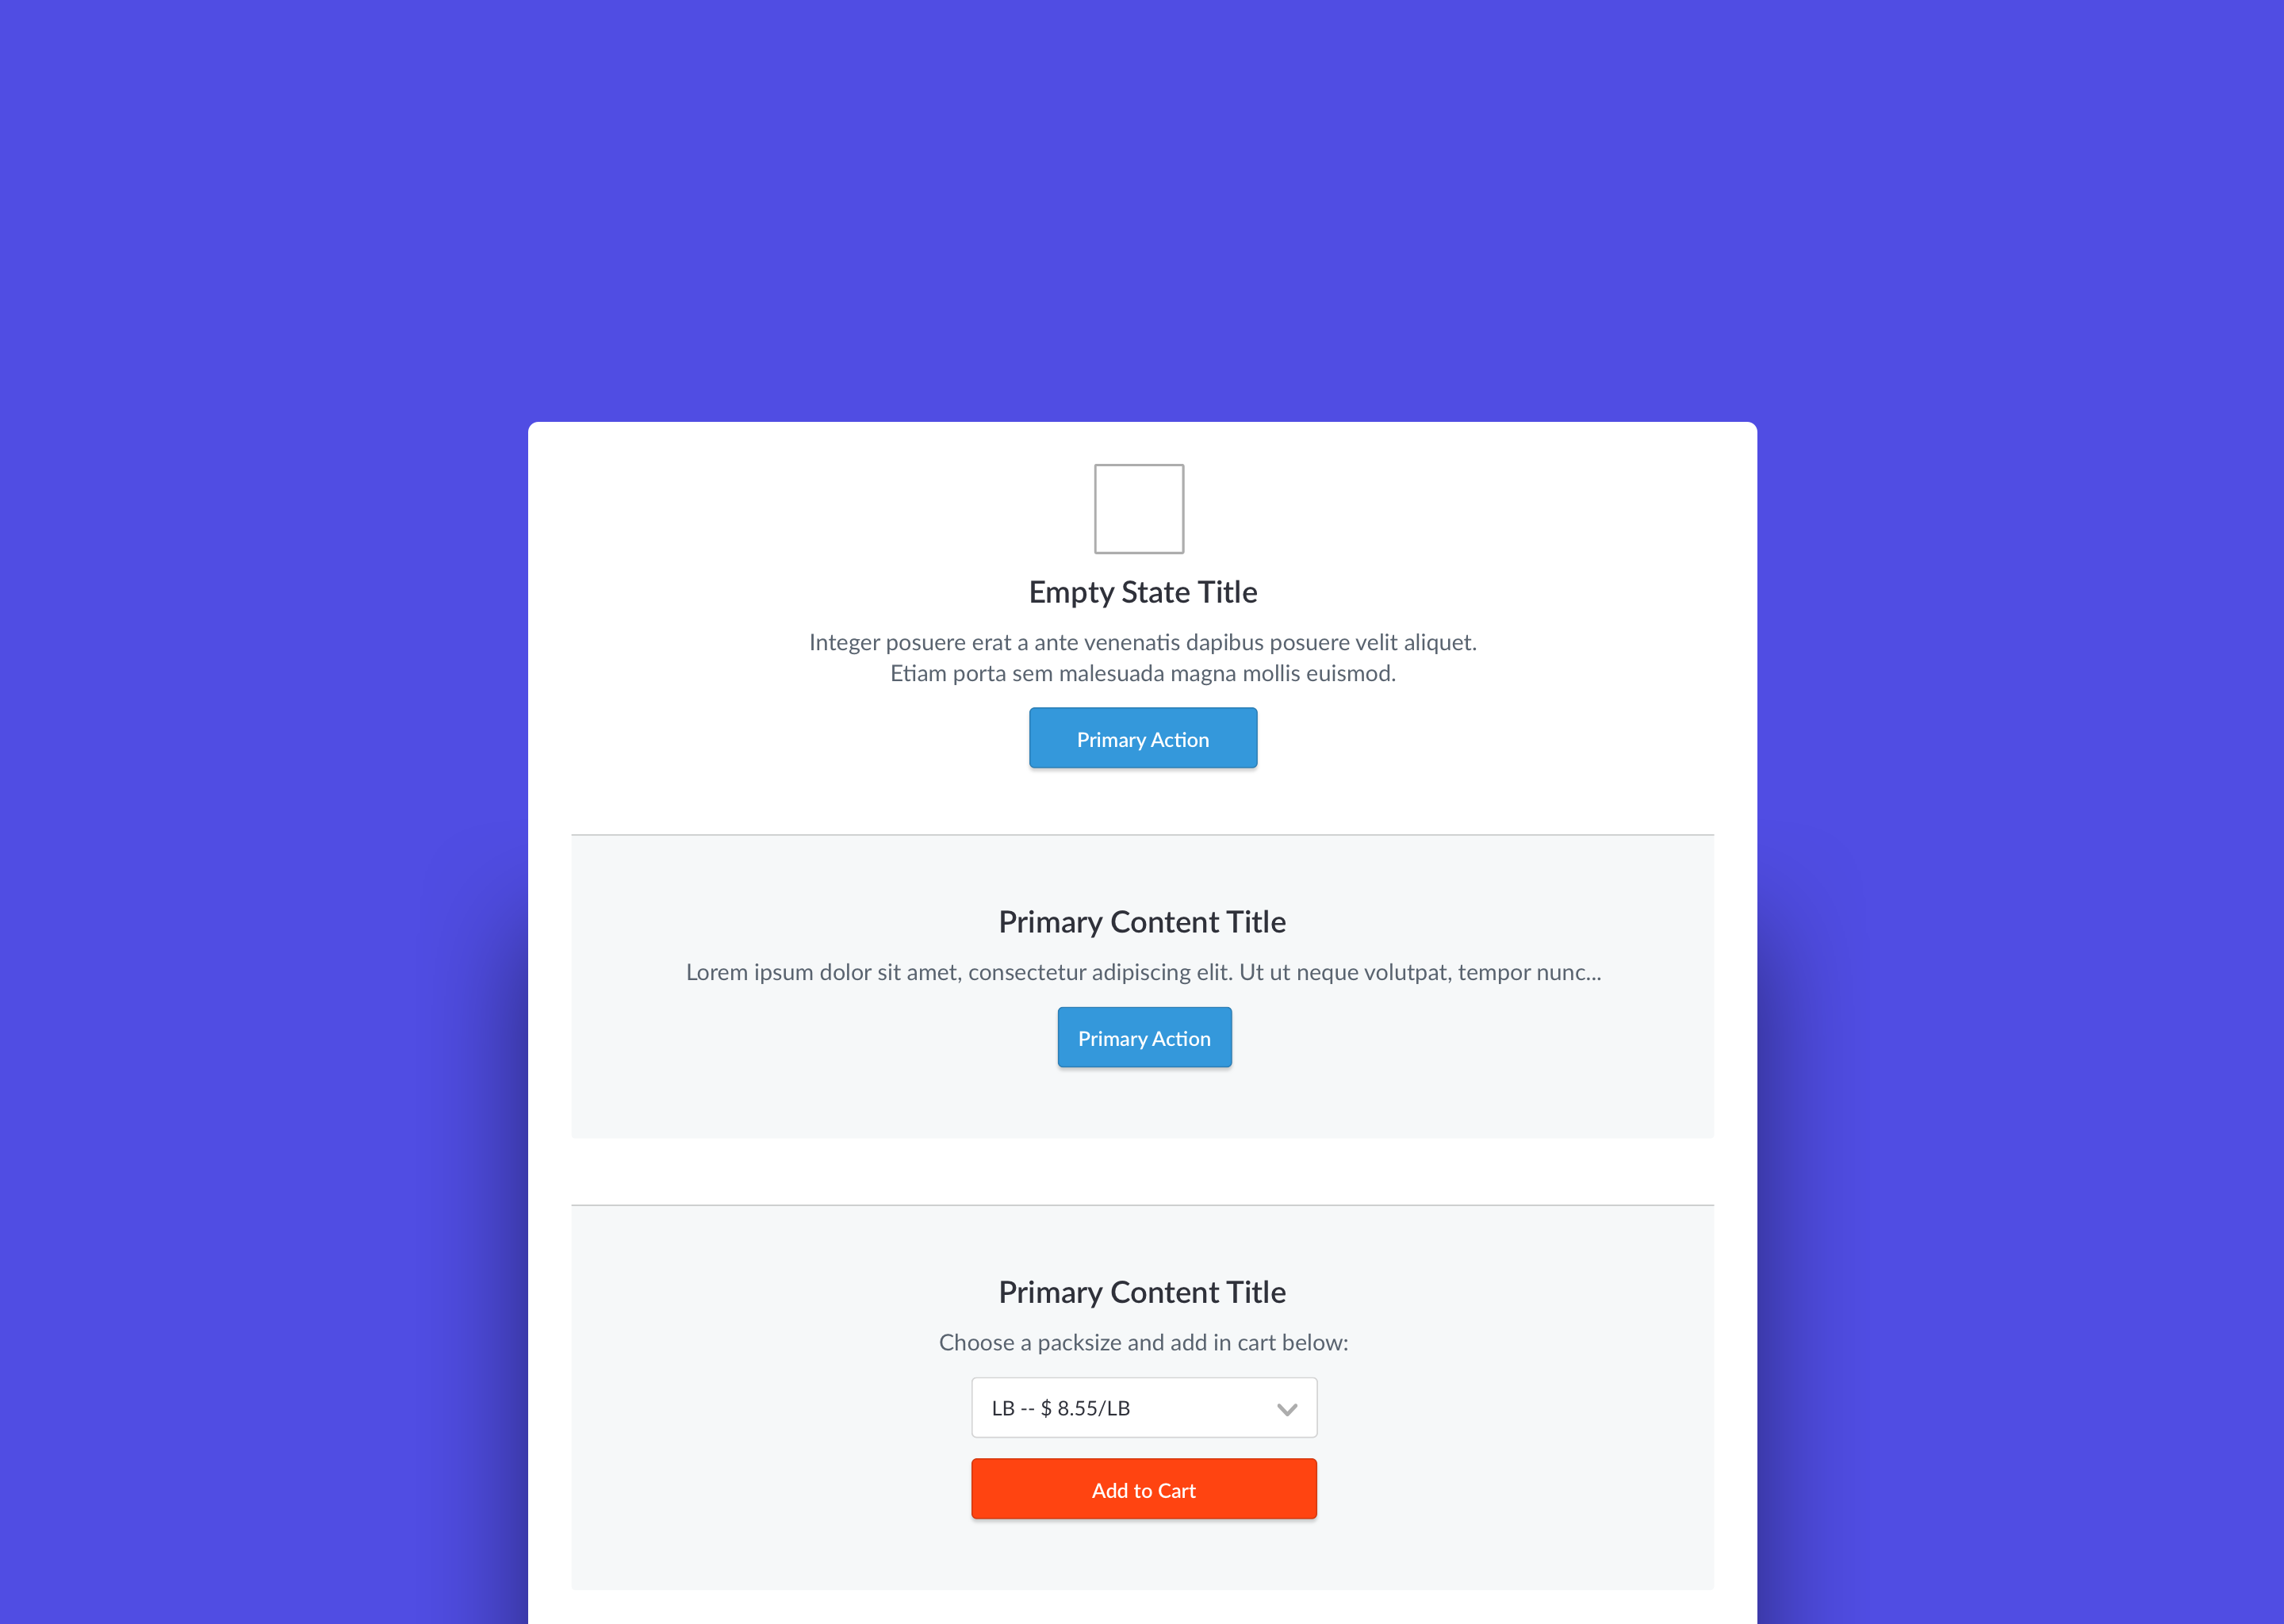 Empty State Title
Integer posuere erat a ante venenatis dapibus posuere velit aliquet.
Etiam porta sem malesuada magna mollis euismod.
Primary Action
Primary Content Title
Lorem ipsum dolor sit amet, consectetur adipiscing elit. Ut ut neque volutpat, tempor nunc...
Primary Action
Primary Content Title
Choose a packsize and add in cart below:
LB -- $ 8.55/LB
Add to Cart